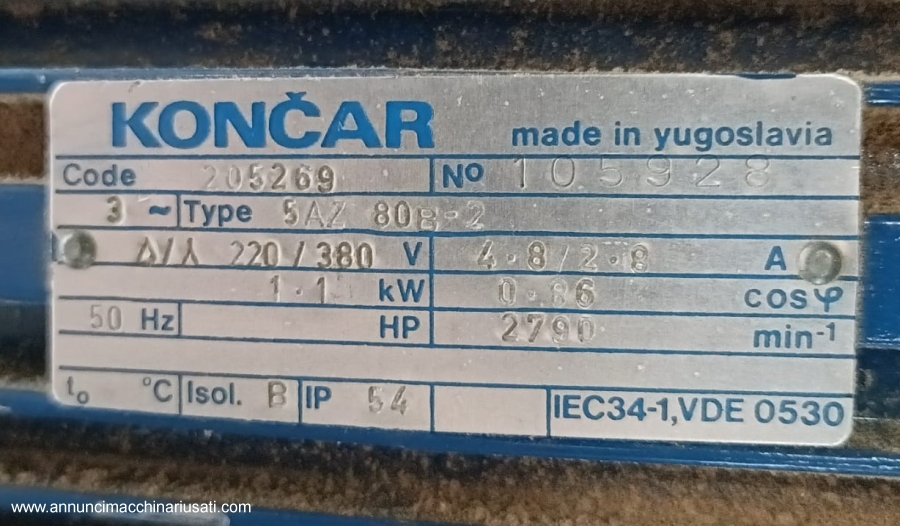 KONČAR made in yugoslavia
Code 205269 Nº 105928
3 ~ Type 5AZ 80B-2
Δ/⅄ 220/380 V 4.8/2.8 A
1.1 kW 0.86 cosφ
50 Hz HP 2790 min-1
to °C Isol. B IP 54 IEC34-1,VDE 0530
www.annuncimacchinariusati.com